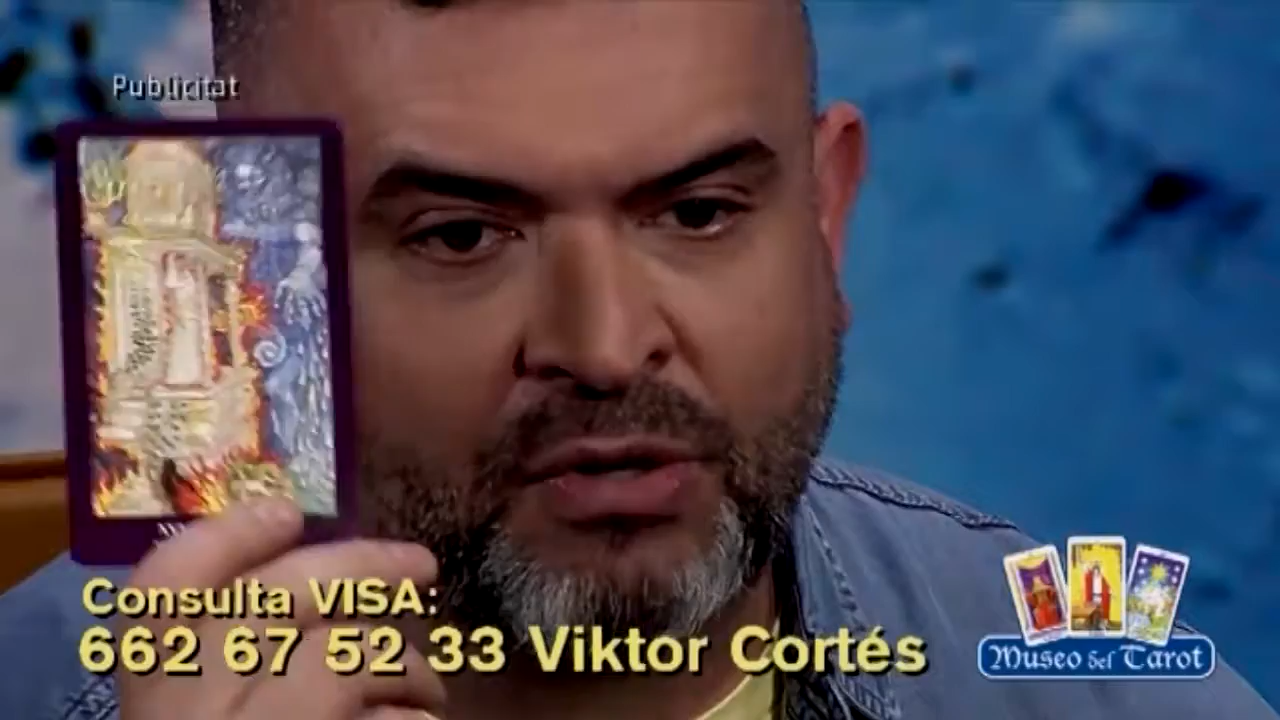 Publicitat
Consulta VISA:
662 67 52 33 Viktor Cortés
Museo del Tarot